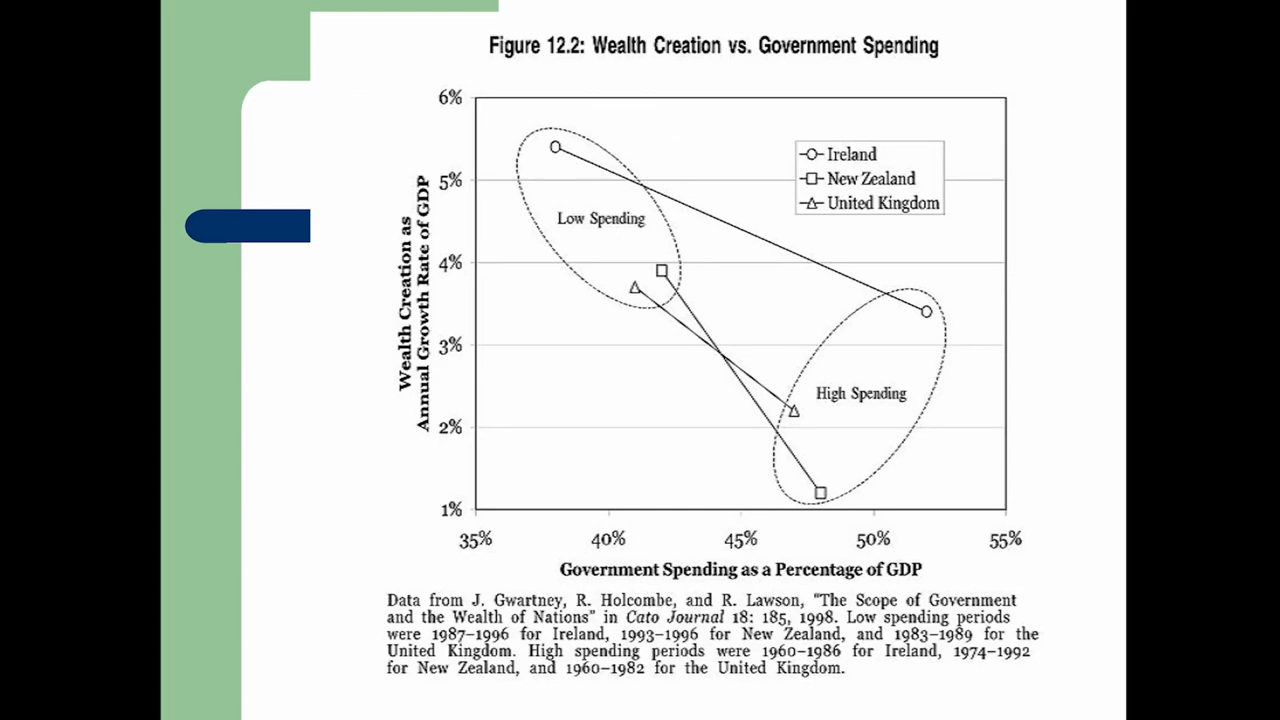 Figure 12.2: Wealth Creation vs. Government Spending
6%
5%
4%
3%
2%
1%
Wealth Creation as
Annual Growth Rate of GDP
Ireland
New Zealand
United Kingdom
Low Spending
High Spending
35%
40%
45%
50%
55%
Government Spending as a Percentage of GDP
Data from J. Gwartney, R. Holcombe, and R. Lawson, "The Scope of Government
and the Wealth of Nations" in Cato Journal 18: 185, 1998. Low spending periods
were 1987–1996 for Ireland, 1993–1996 for New Zealand, and 1983–1989 for the
United Kingdom. High spending periods were 1960–1986 for Ireland, 1974–1992
for New Zealand, and 1960–1982 for the United Kingdom.